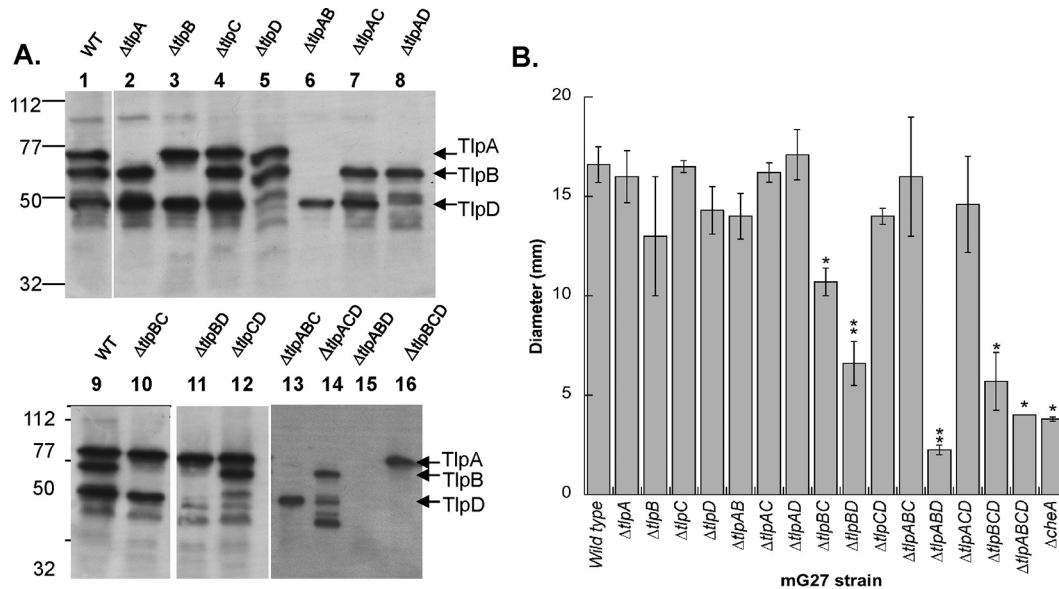 A.
WT ΔtlpA ΔtlpB ΔtlpC ΔtlpD ΔtlpAB ΔtlpAC ΔtlpAD
1 2 3 4 5 6 7 8
112
77
50
32
TlpA
TlpB
TlpD
WT ΔtlpBC ΔtlpBD ΔtlpCD ΔtlpABC ΔtlpACD ΔtlpABD ΔtlpBCD
9 10 11 12 13 14 15 16
112
77
50
32
TlpA
TlpB
TlpD
B.
Diameter (mm)
20
15
10
5
0
* ** ** * * *
Wild type ΔtlpA ΔtlpB ΔtlpC ΔtlpD ΔtlpAB ΔtlpAC ΔtlpAD ΔtlpBC ΔtlpBD ΔtlpCD ΔtlpABC ΔtlpABD ΔtlpACD ΔtlpBCD ΔtlpABCD ΔcheA
mG27 strain